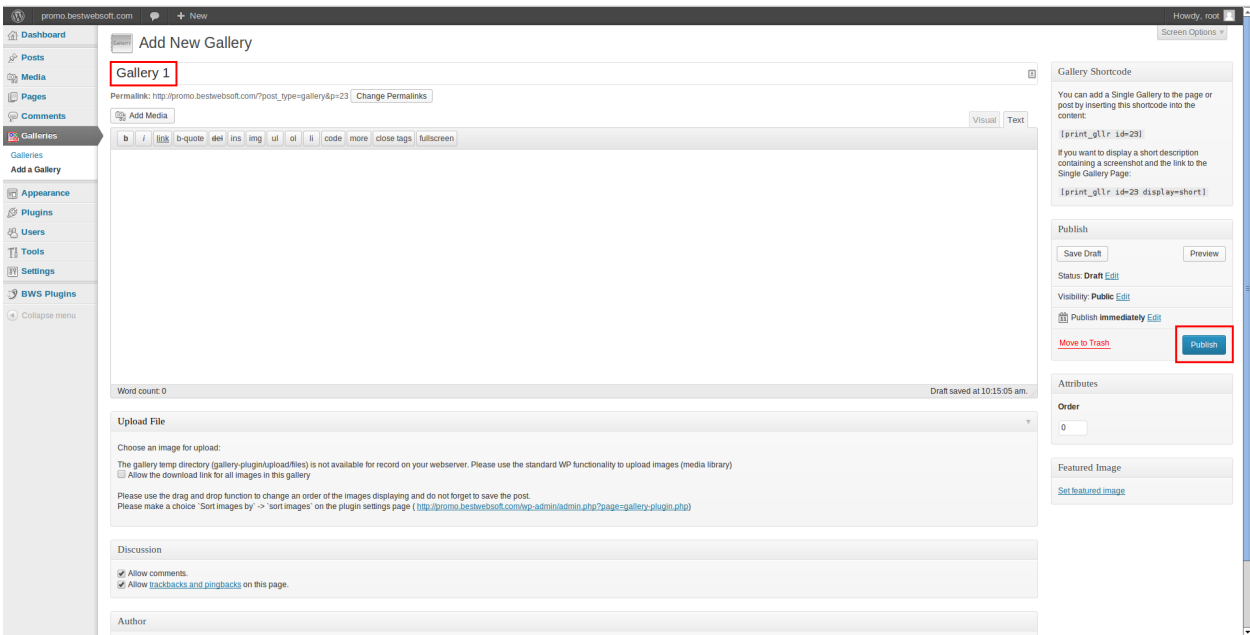 promo.bestwebsoft.com + New Howdy, root
Screen Options
Dashboard
Posts
Media
Pages
Comments
Galleries
Galleries
Add a Gallery
Appearance
Plugins
Users
Tools
Settings
BWS Plugins
Collapse menu
Add New Gallery
Gallery 1
Permalink: http://promo.bestwebsoft.com/?post_type=gallery&p=23 Change Permalinks
Add Media
Visual Text
b i link b-quote del ins img ul ol li code more close tags fullscreen
Word count: 0 Draft saved at 10:15:05 am.
Upload File
Choose an image for upload:
The gallery temp directory (gallery-plugin/upload/files) is not available for record on your webserver. Please use the standard WP functionality to upload images (media library)
Allow the download link for all images in this gallery
Please use the drag and drop function to change an order of the images displaying and do not forget to save the post.
Please make a choice `Sort images by` -> `sort images` on the plugin settings page ( http://promo.bestwebsoft.com/wp-admin/admin.php?page=gallery-plugin.php)
Discussion
Allow comments.
Allow trackbacks and pingbacks on this page.
Author
Gallery Shortcode
You can add a Single Gallery to the page or
post by inserting this shortcode into the
content:
[print_gllr id=23]
If you want to display a short description
containing a screenshot and the link to the
Single Gallery Page:
[print_gllr id=23 display=short]
Publish
Save Draft Preview
Status: Draft Edit
Visibility: Public Edit
Publish immediately Edit
Move to Trash Publish
Attributes
Order
0
Featured Image
Set featured image